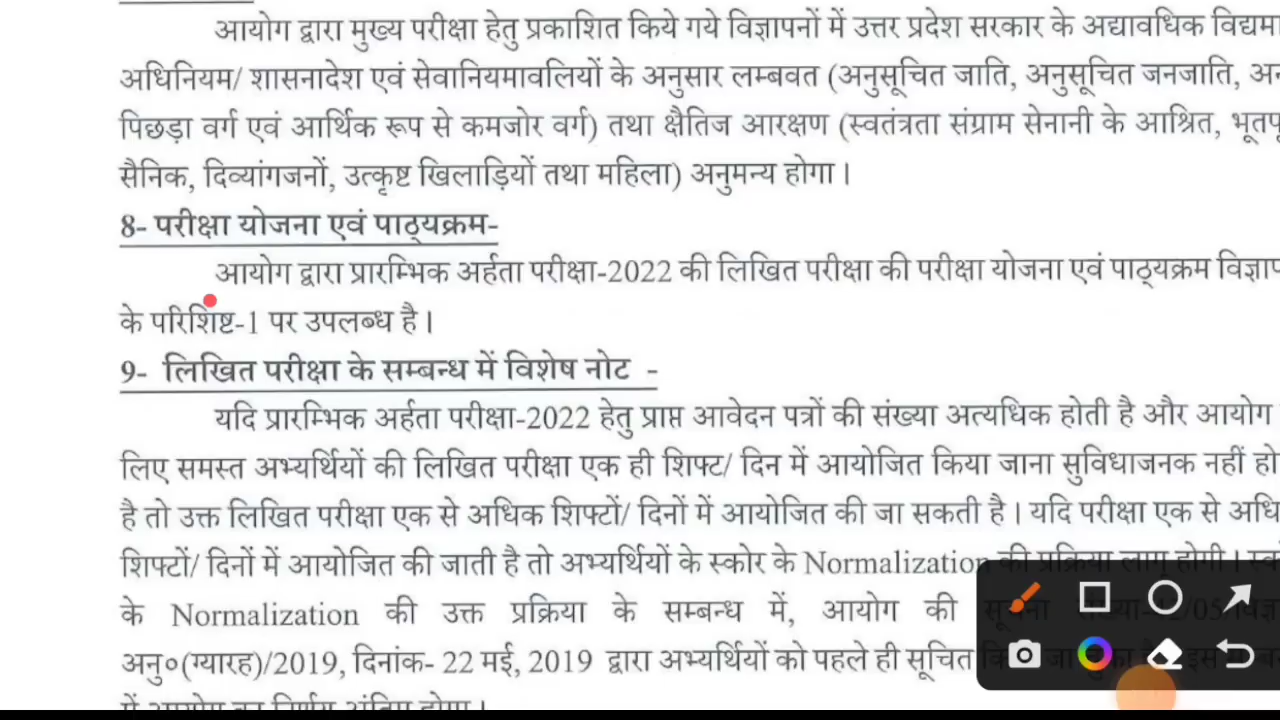 आयोग द्वारा मुख्य परीक्षा हेतु प्रकाशित किये गये विज्ञापनों में उत्तर प्रदेश सरकार के अद्यावधिक
अधिनियम/ शासनादेश एवं सेवानियमावलियों के अनुसार लम्बवत (अनुसूचित जाति, अनुसूचित जनजाति,
पिछड़ा वर्ग एवं आर्थिक रूप से कमजोर वर्ग) तथा क्षैतिज आरक्षण (स्वतंत्रता संग्राम सेनानी के आश्रित,
सैनिक, दिव्यांगजनों, उत्कृष्ट खिलाड़ियों तथा महिला) अनुमन्य होगा।
8- परीक्षा योजना एवं पाठ्यक्रम-
आयोग द्वारा प्रारम्भिक अर्हता परीक्षा-2022 की लिखित परीक्षा की परीक्षा योजना एवं पाठ्यक्रम
के परिशिष्ट-1 पर उपलब्ध है।
9- लिखित परीक्षा के सम्बन्ध में विशेष नोट -
यदि प्रारम्भिक अर्हता परीक्षा-2022 हेतु प्राप्त आवेदन पत्रों की संख्या अत्यधिक होती है और आयोग
लिए समस्त अभ्यर्थियों की लिखित परीक्षा एक ही शिफ्ट/ दिन में आयोजित किया जाना सुविधाजनक नहीं
है तो उक्त लिखित परीक्षा एक से अधिक शिफ्टों/ दिनों में आयोजित की जा सकती है। यदि परीक्षा एक से
शिफ्टों/ दिनों में आयोजित की जाती है तो अभ्यर्थियों के स्कोर के Normalization की प्रक्रिया लागू होगी।
के Normalization की उक्त प्रक्रिया के सम्बन्ध में, आयोग की
अनु०(ग्यारह)/2019, दिनांक- 22 मई, 2019 द्वारा अभ्यर्थियों को पहले ही सूचित